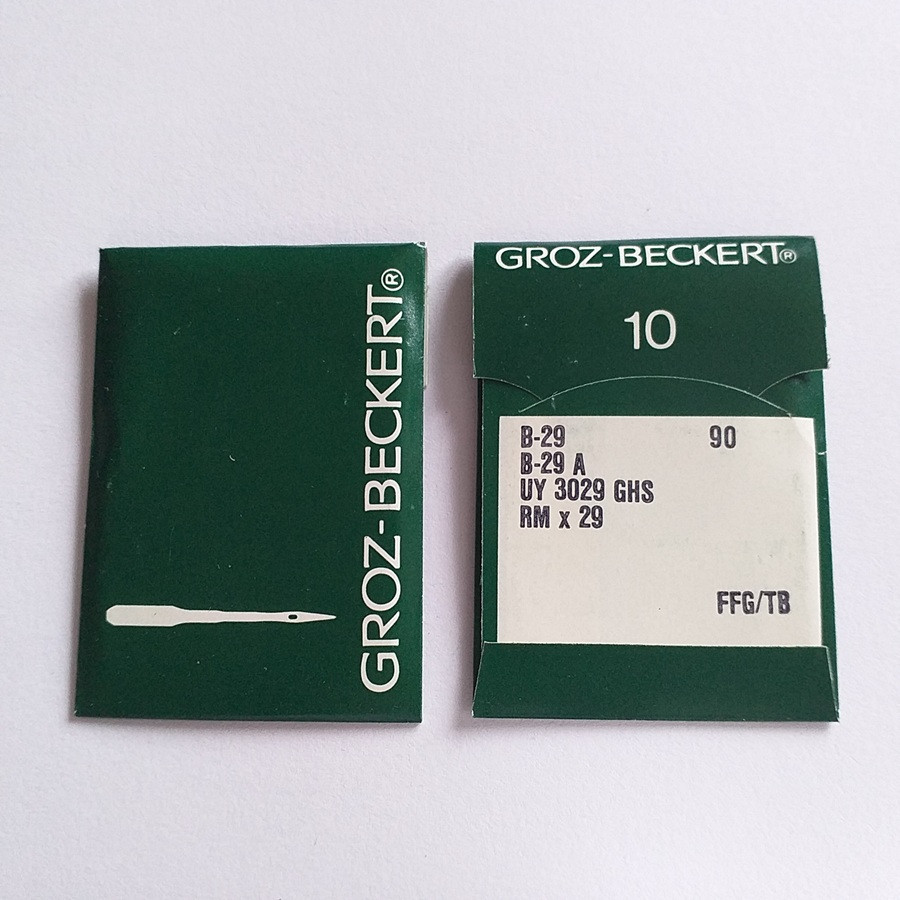 GROZ-BECKERT®
GROZ-BECKERT®
10
B-29 90
B-29 A
UY 3029 GHS
RM x 29
FFG/TB